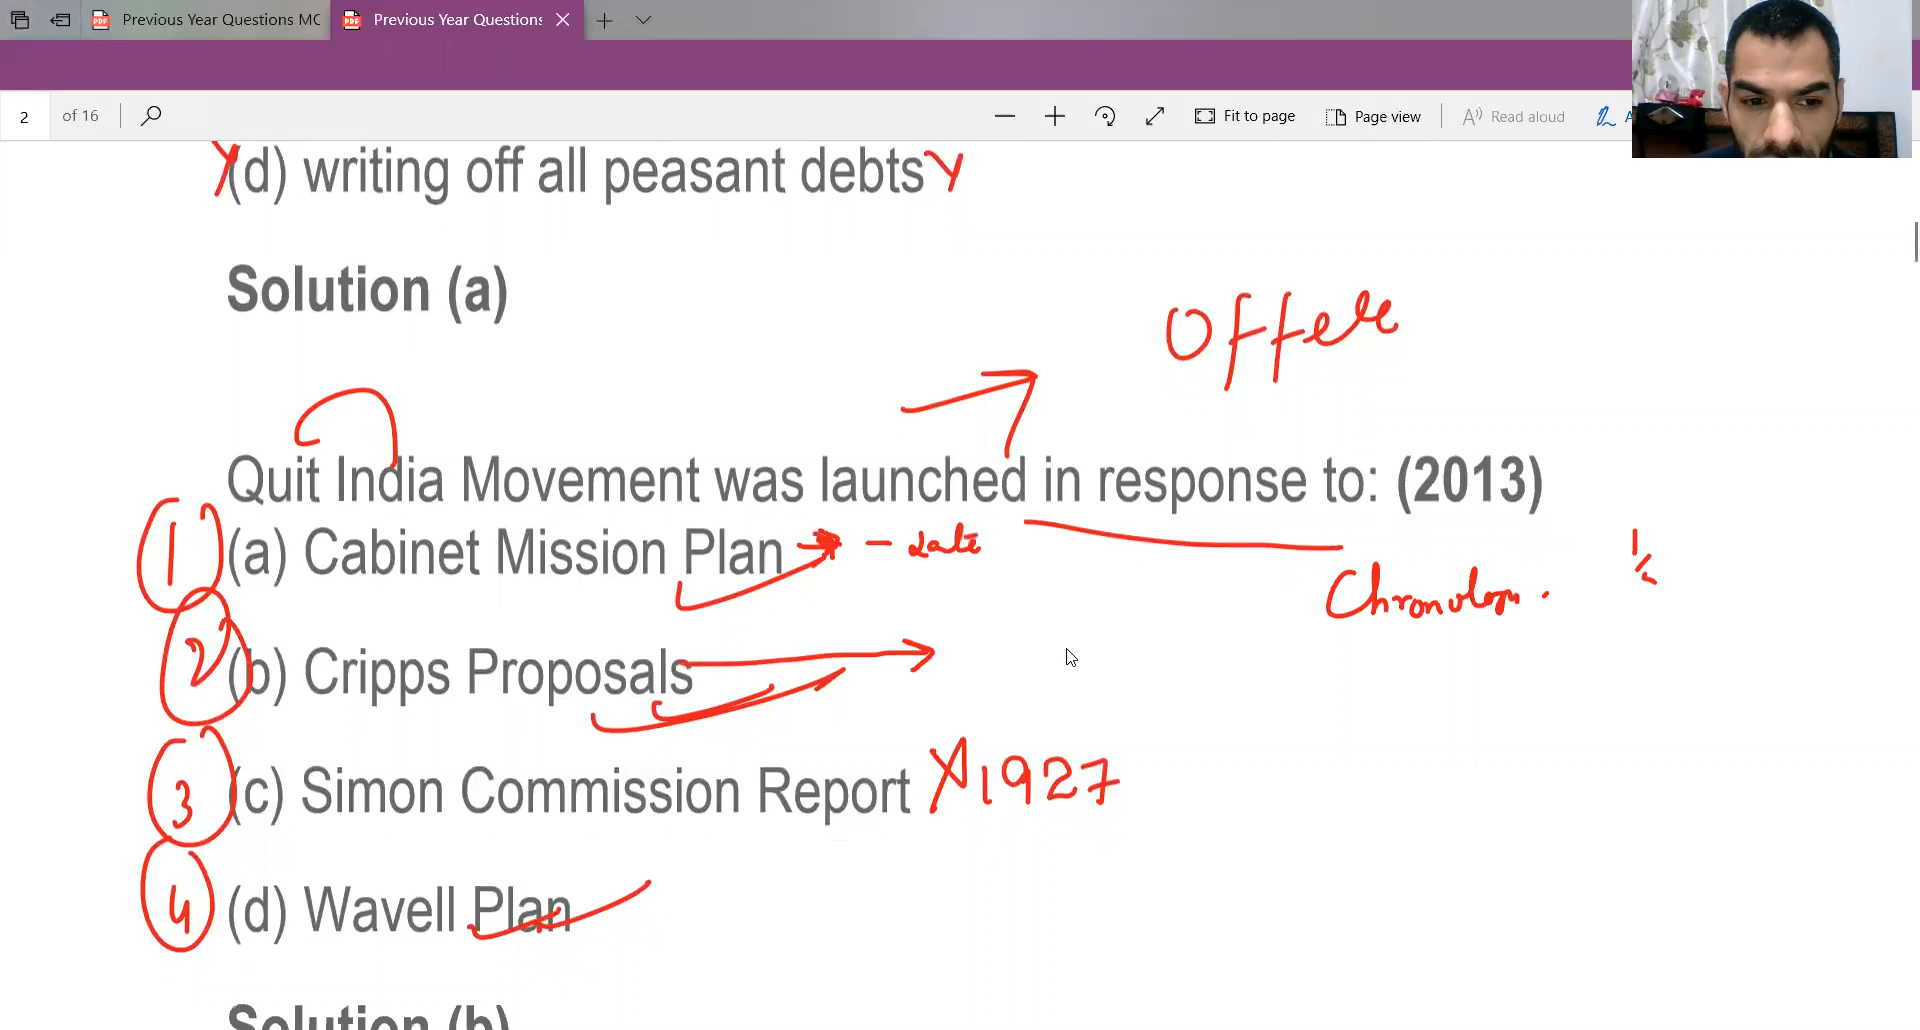 Previous Year Questions MC
Previous Year Questions
2 of 16
Fit to page
Page view
Read aloud
(d) writing off all peasant debts
Solution (a)
Offer
Quit India Movement was launched in response to: (2013)
1 (a) Cabinet Mission Plan - Late
Chronology.
2 (b) Cripps Proposals
3 (c) Simon Commission Report X 1927
4 (d) Wavell Plan
Solution (b)